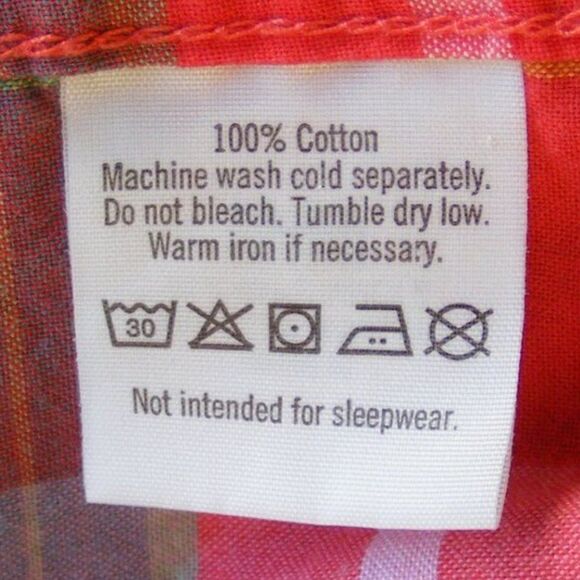 100% Cotton
Machine wash cold separately.
Do not bleach. Tumble dry low.
Warm iron if necessary.
30
Not intended for sleepwear.